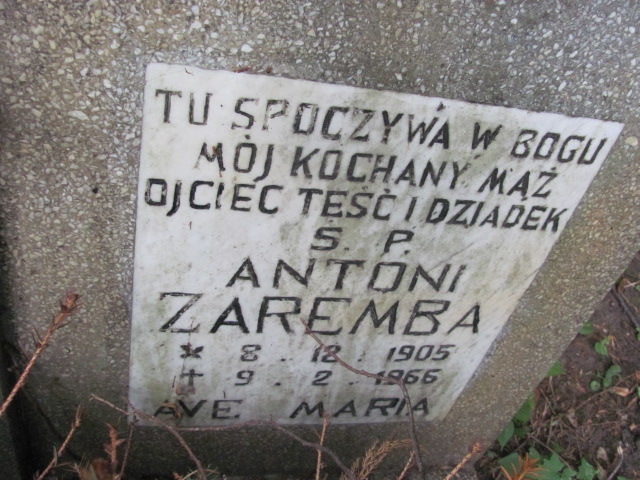 TU SPOCZYWA W BOGU
MÓJ KOCHANY MĄŻ
OJCIEC TEŚĆ I DZIADEK
Ś. P.
ANTONI
ZAREMBA
* 8. 12. 1905
† 9. 2. 1966
AVE MARIA